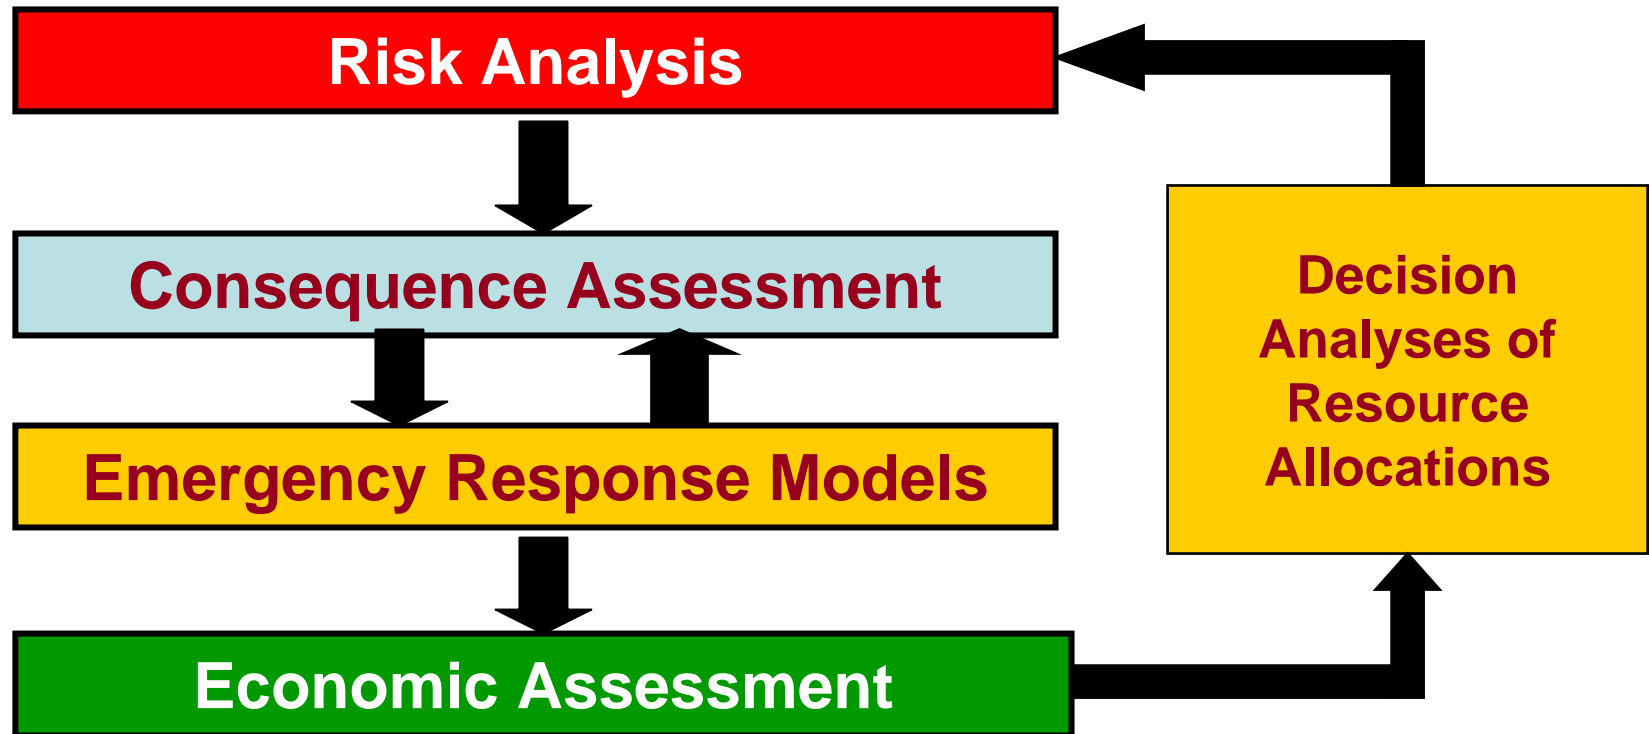 Risk Analysis
Consequence Assessment
Emergency Response Models
Economic Assessment
Decision
Analyses of
Resource
Allocations